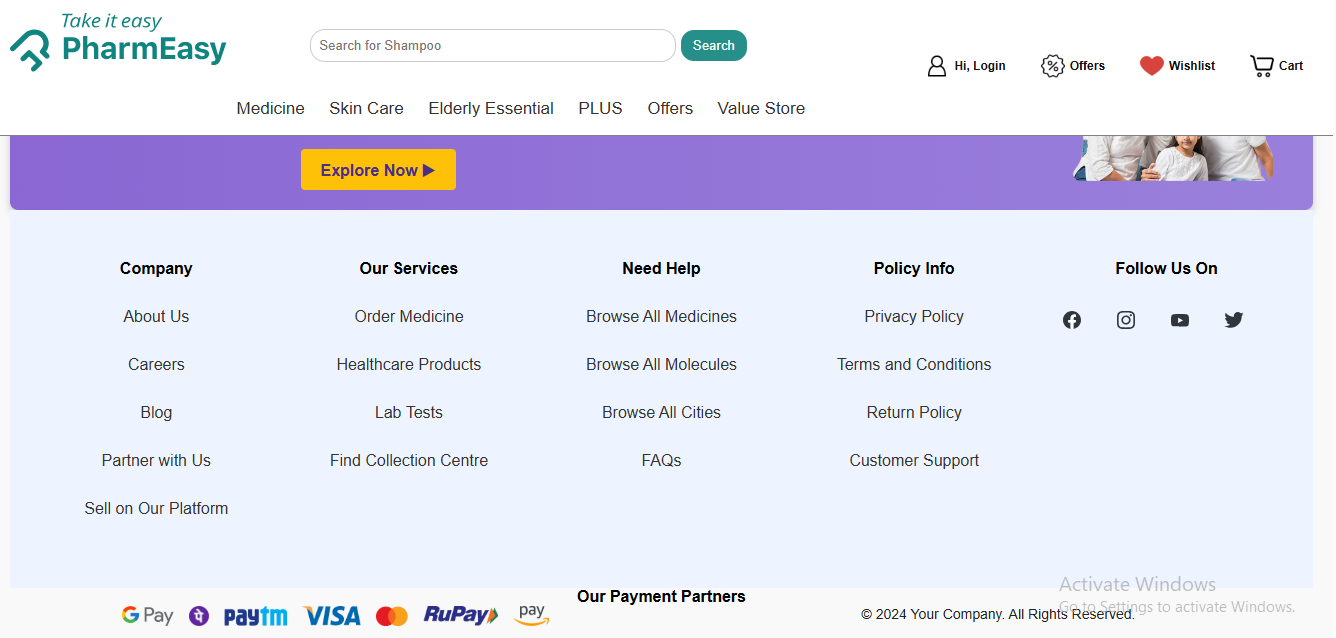 Take it easy
PharmEasy
Search for Shampoo
Search
Hi, Login
Offers
Wishlist
Cart
Medicine
Skin Care
Elderly Essential
PLUS
Offers
Value Store
Explore Now ▶
Company
About Us
Careers
Blog
Partner with Us
Sell on Our Platform
Our Services
Order Medicine
Healthcare Products
Lab Tests
Find Collection Centre
Need Help
Browse All Medicines
Browse All Molecules
Browse All Cities
FAQs
Policy Info
Privacy Policy
Terms and Conditions
Return Policy
Customer Support
Follow Us On
Our Payment Partners
G Pay
paytm
VISA
RuPay
pay
© 2024 Your Company. All Rights Reserved.
Activate Windows
Go to Settings to activate Windows.